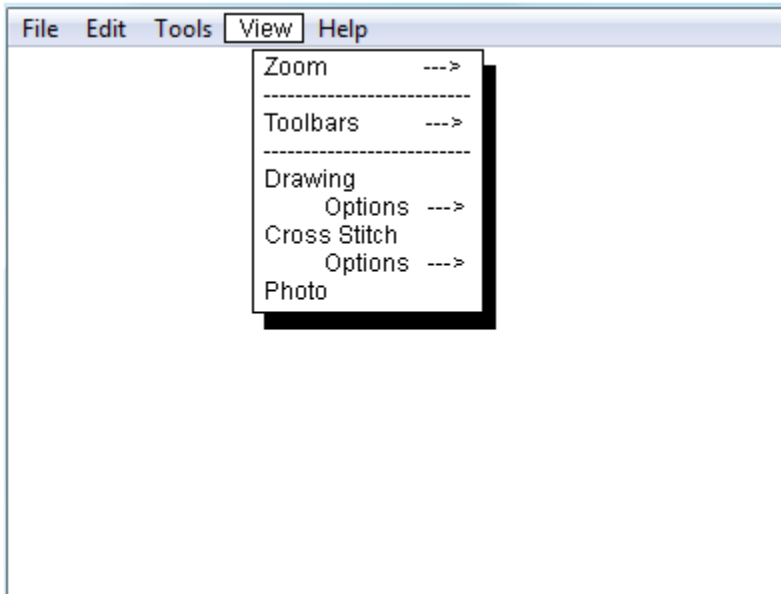 File Edit Tools View Help
Zoom --->
--------------------------
Toolbars --->
--------------------------
Drawing
Options --->
Cross Stitch
Options --->
Photo